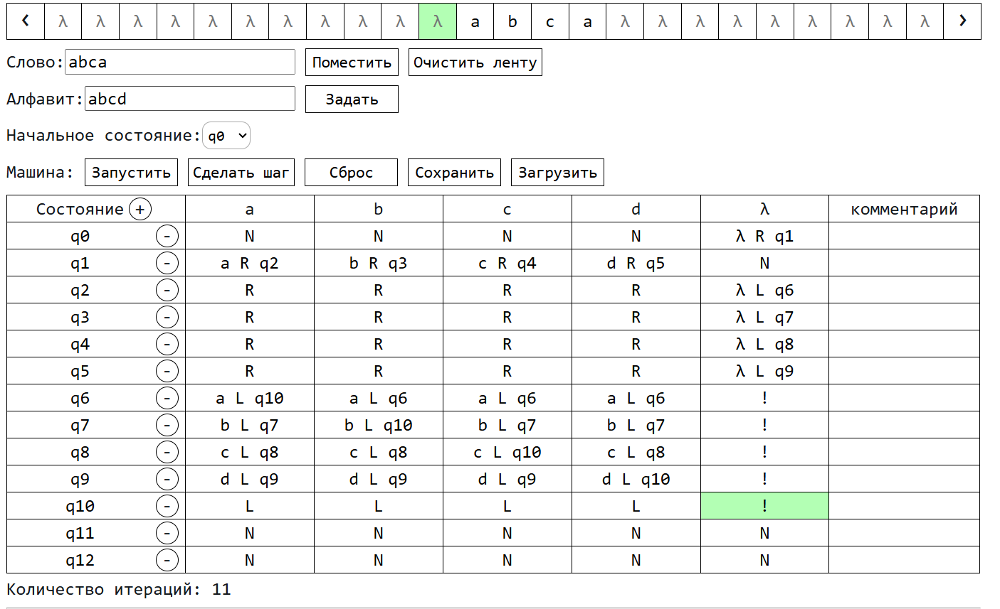 ‹ λ λ λ λ λ λ λ λ λ λ λ a b c a λ λ λ λ λ λ λ λ λ ›
Слово: abca Поместить Очистить ленту
Алфавит: abcd Задать
Начальное состояние: q0
Машина: Запустить Сделать шаг Сброс Сохранить Загрузить
Состояние + a b c d λ комментарий
q0 - N N N N λ R q1
q1 - a R q2 b R q3 c R q4 d R q5 N
q2 - R R R R λ L q6
q3 - R R R R λ L q7
q4 - R R R R λ L q8
q5 - R R R R λ L q9
q6 - a L q10 a L q6 a L q6 a L q6 !
q7 - b L q7 b L q10 b L q7 b L q7 !
q8 - c L q8 c L q8 c L q10 c L q8 !
q9 - d L q9 d L q9 d L q9 d L q10 !
q10 - L L L L !
q11 - N N N N N
q12 - N N N N N
Количество итераций: 11